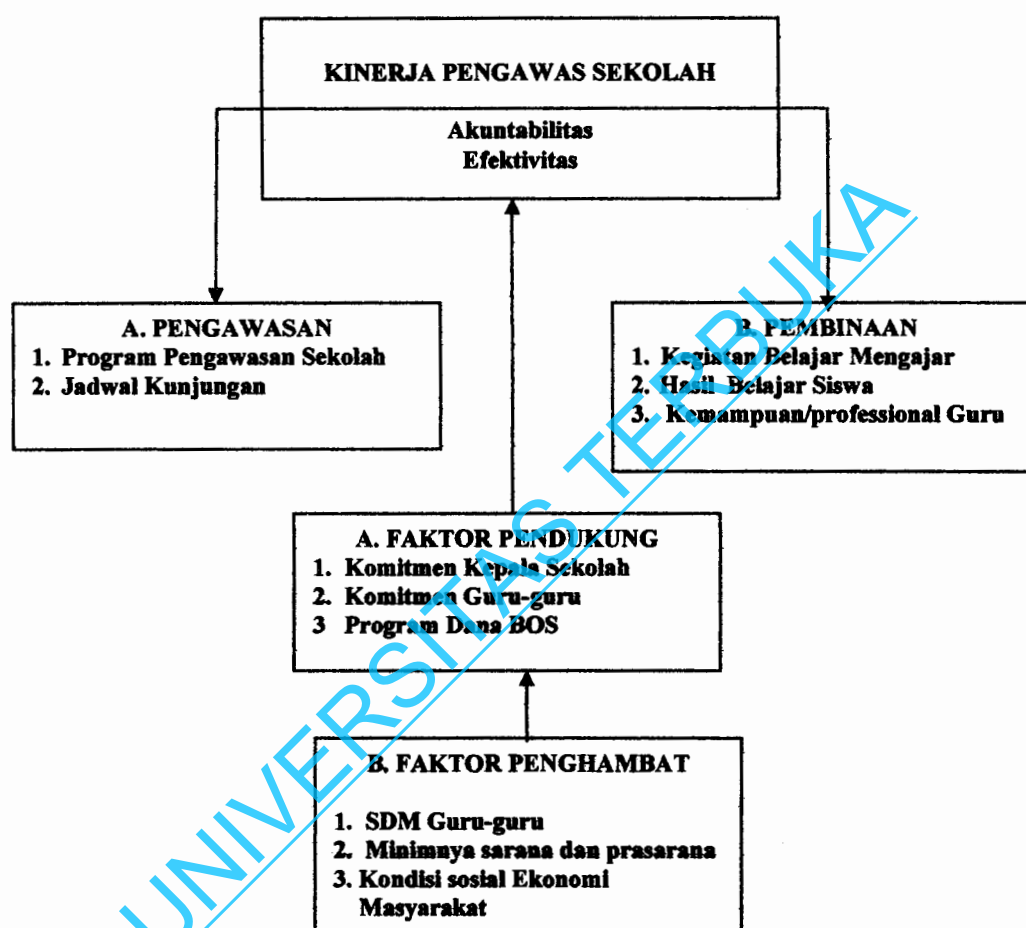 KINERJA PENGAWAS SEKOLAH
Akuntabilitas
Efektivitas
A. PENGAWASAN
1. Program Pengawasan Sekolah
2. Jadwal Kunjungan
B. PEMBINAAN
1. Kegiatan Belajar Mengajar
2. Hasil Belajar Siswa
3. Kemampuan/professional Guru
A. FAKTOR PENDUKUNG
1. Komitmen Kepala Sekolah
2. Komitmen Guru-guru
3 Program Dana BOS
B. FAKTOR PENGHAMBAT
1. SDM Guru-guru
2. Minimnya sarana dan prasarana
3. Kondisi sosial Ekonomi
Masyarakat
UNIVERSITAS TERBUKA